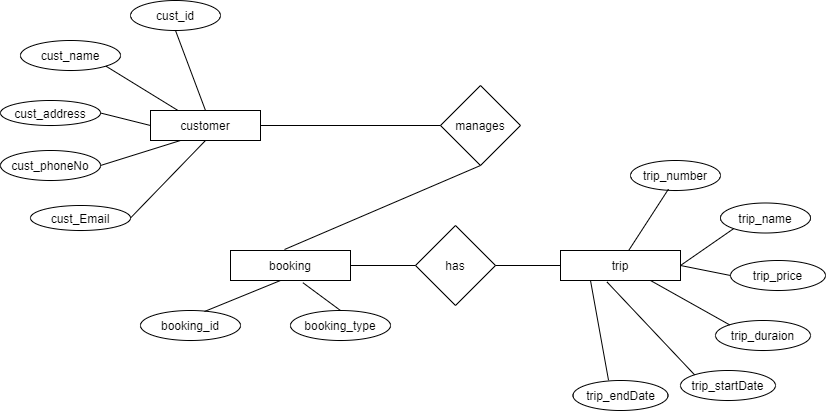 cust_id
cust_name
cust_address
customer
manages
cust_phoneNo
trip_number
cust_Email
trip_name
booking
has
trip
trip_price
booking_id
booking_type
trip_duraion
trip_startDate
trip_endDate